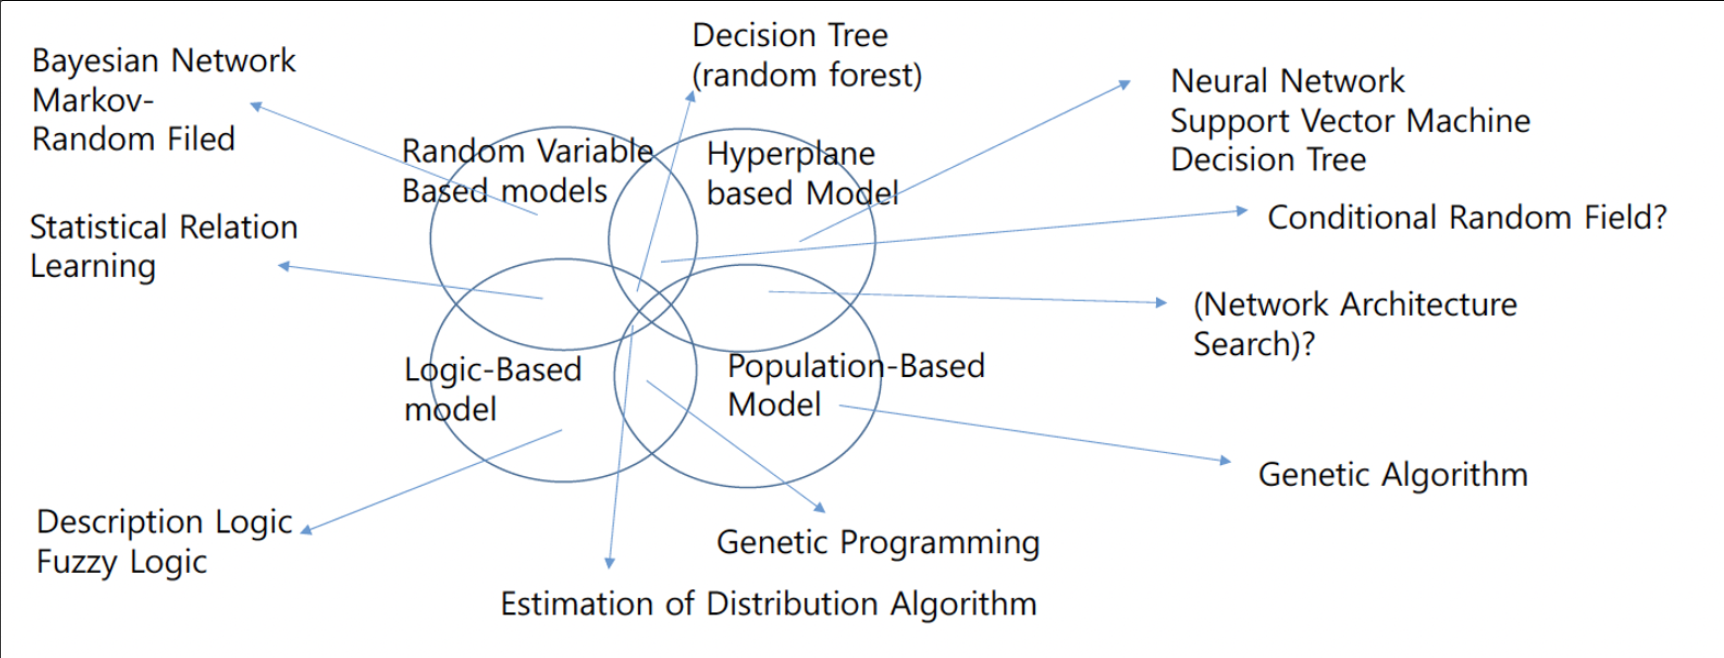 Decision Tree
(random forest)
Bayesian Network
Markov-
Random Filed
Neural Network
Support Vector Machine
Decision Tree
Random Variable
Based models
Hyperplane
based Model
Statistical Relation
Learning
Conditional Random Field?
(Network Architecture
Search)?
Logic-Based
model
Population-Based
Model
Genetic Algorithm
Description Logic
Fuzzy Logic
Genetic Programming
Estimation of Distribution Algorithm